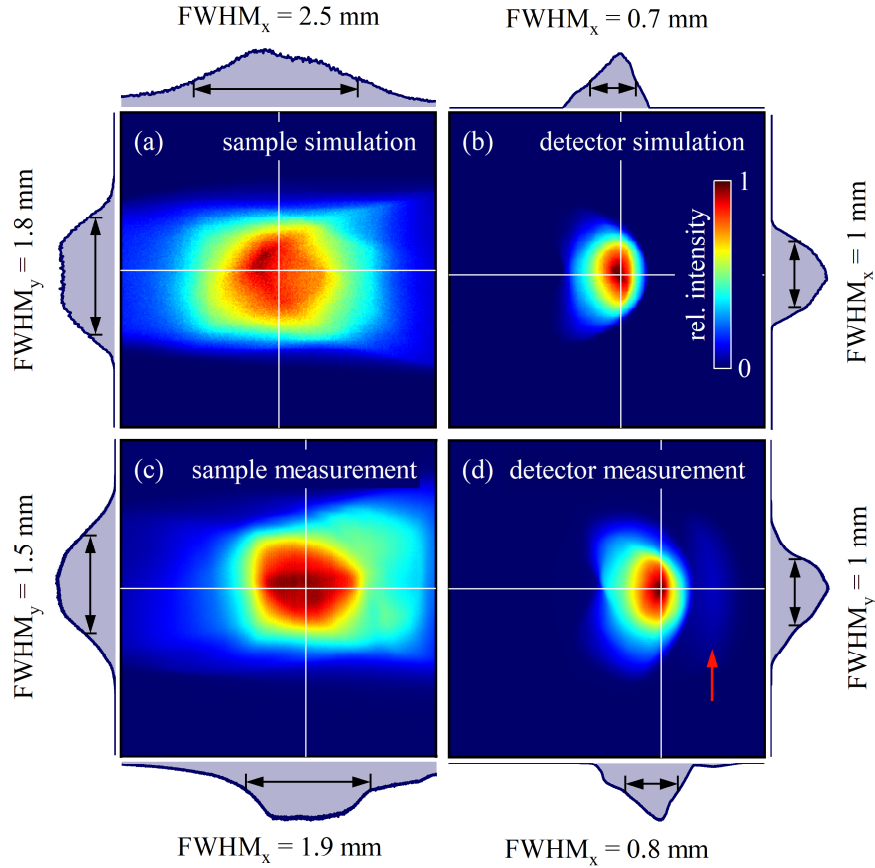 FWHMx = 2.5 mm
FWHMx = 0.7 mm
(a) sample simulation
(b) detector simulation
FWHMy = 1.8 mm
1
rel. intensity
0
FWHMx = 1 mm
(c) sample measurement
(d) detector measurement
FWHMy = 1.5 mm
FWHMy = 1 mm
FWHMx = 1.9 mm
FWHMx = 0.8 mm